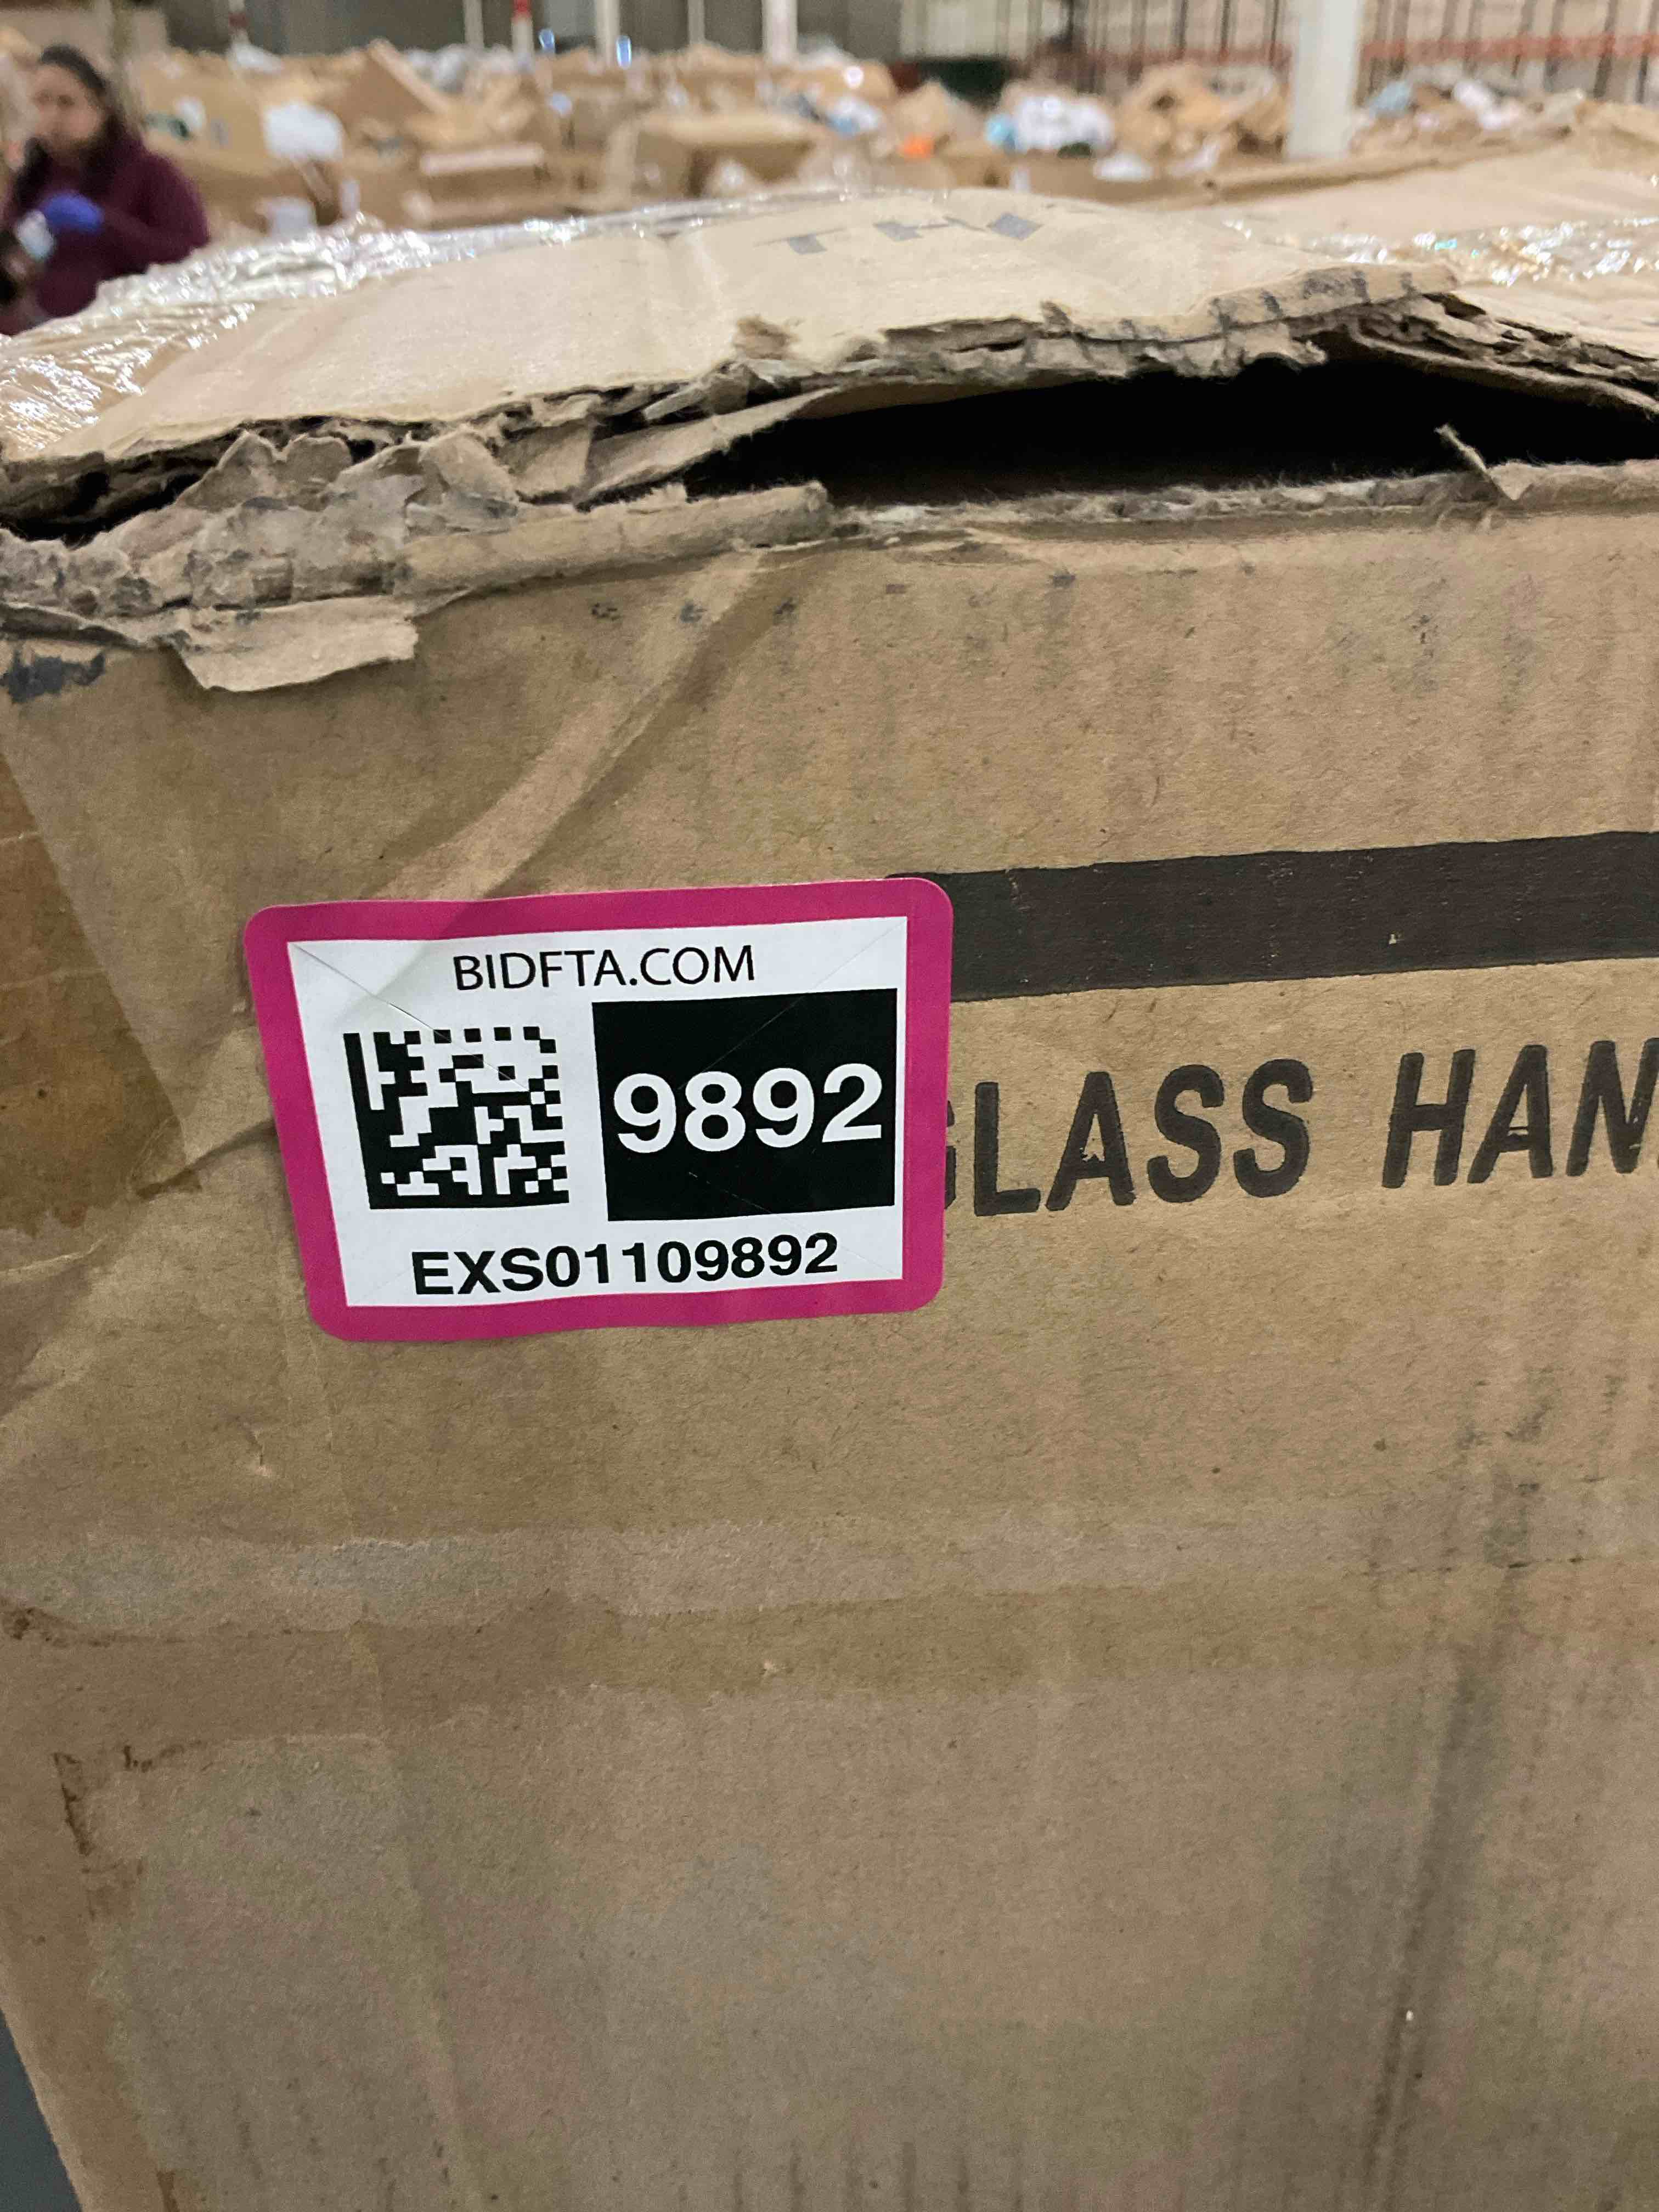 BIDFTA.COM
9892
EXS01109892
GLASS HAN